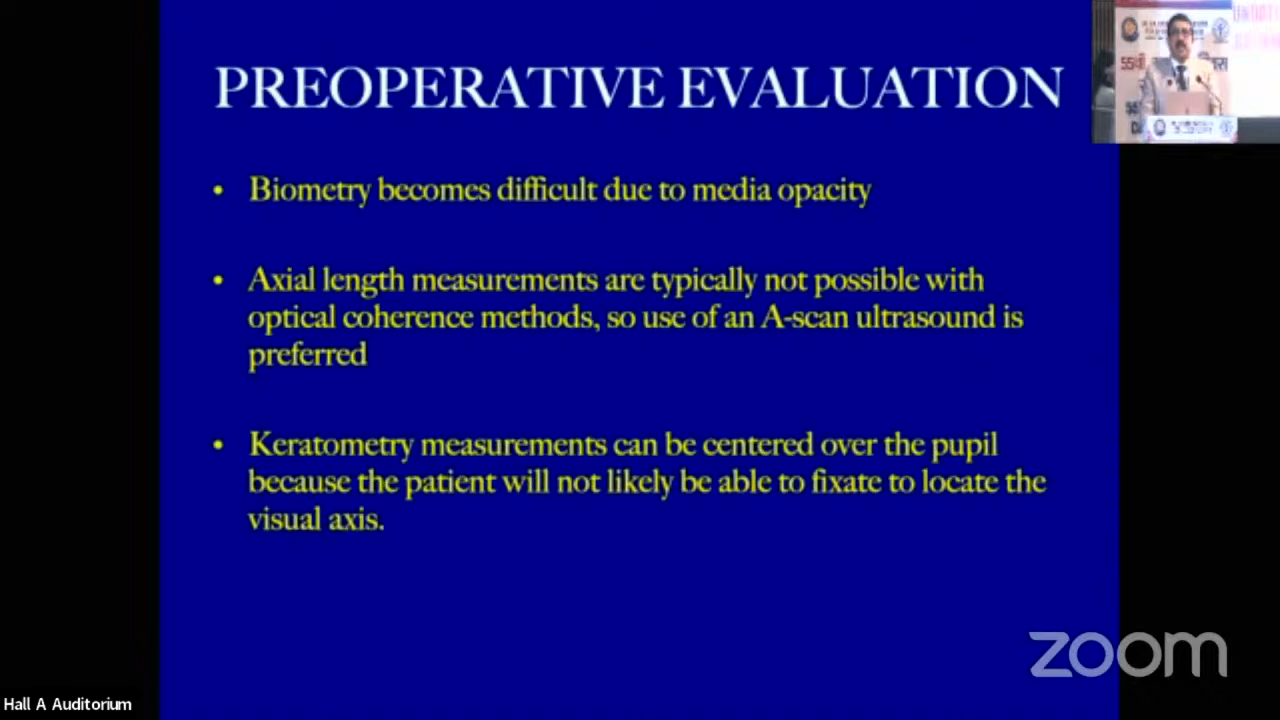 PREOPERATIVE EVALUATION
• Biometry becomes difficult due to media opacity
• Axial length measurements are typically not possible with
optical coherence methods, so use of an A-scan ultrasound is
preferred
• Keratometry measurements can be centered over the pupil
because the patient will not likely be able to fixate to locate the
visual axis.
zoom
Hall A Auditorium